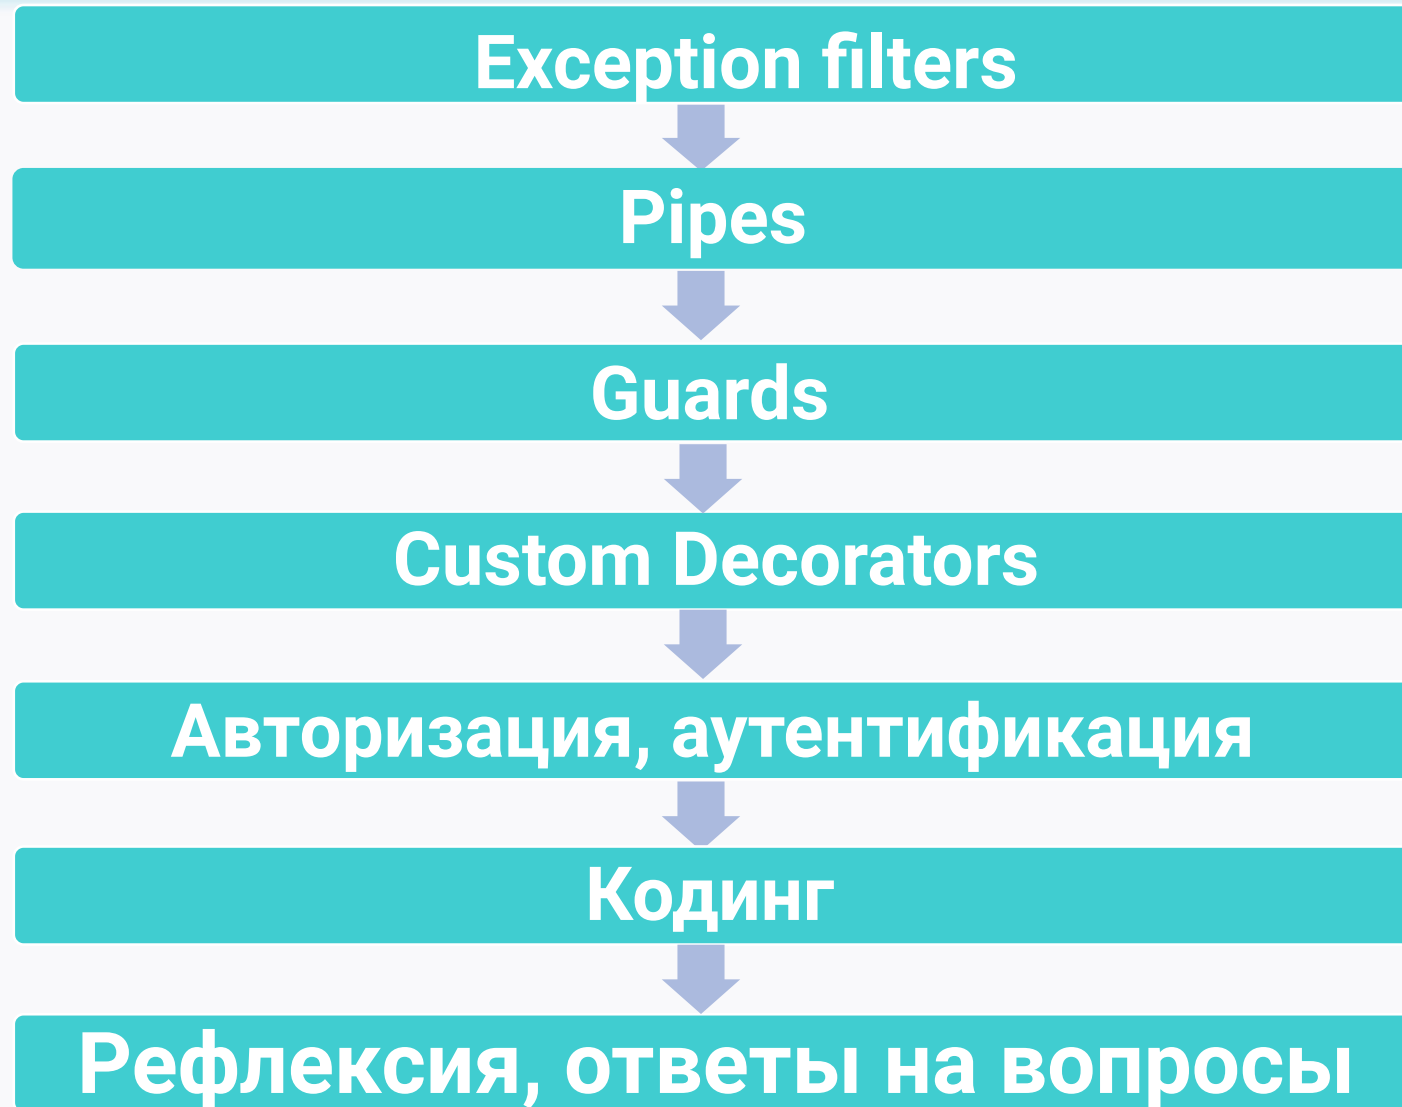 Exception filters
Pipes
Guards
Custom Decorators
Авторизация, аутентификация
Кодинг
Рефлексия, ответы на вопросы